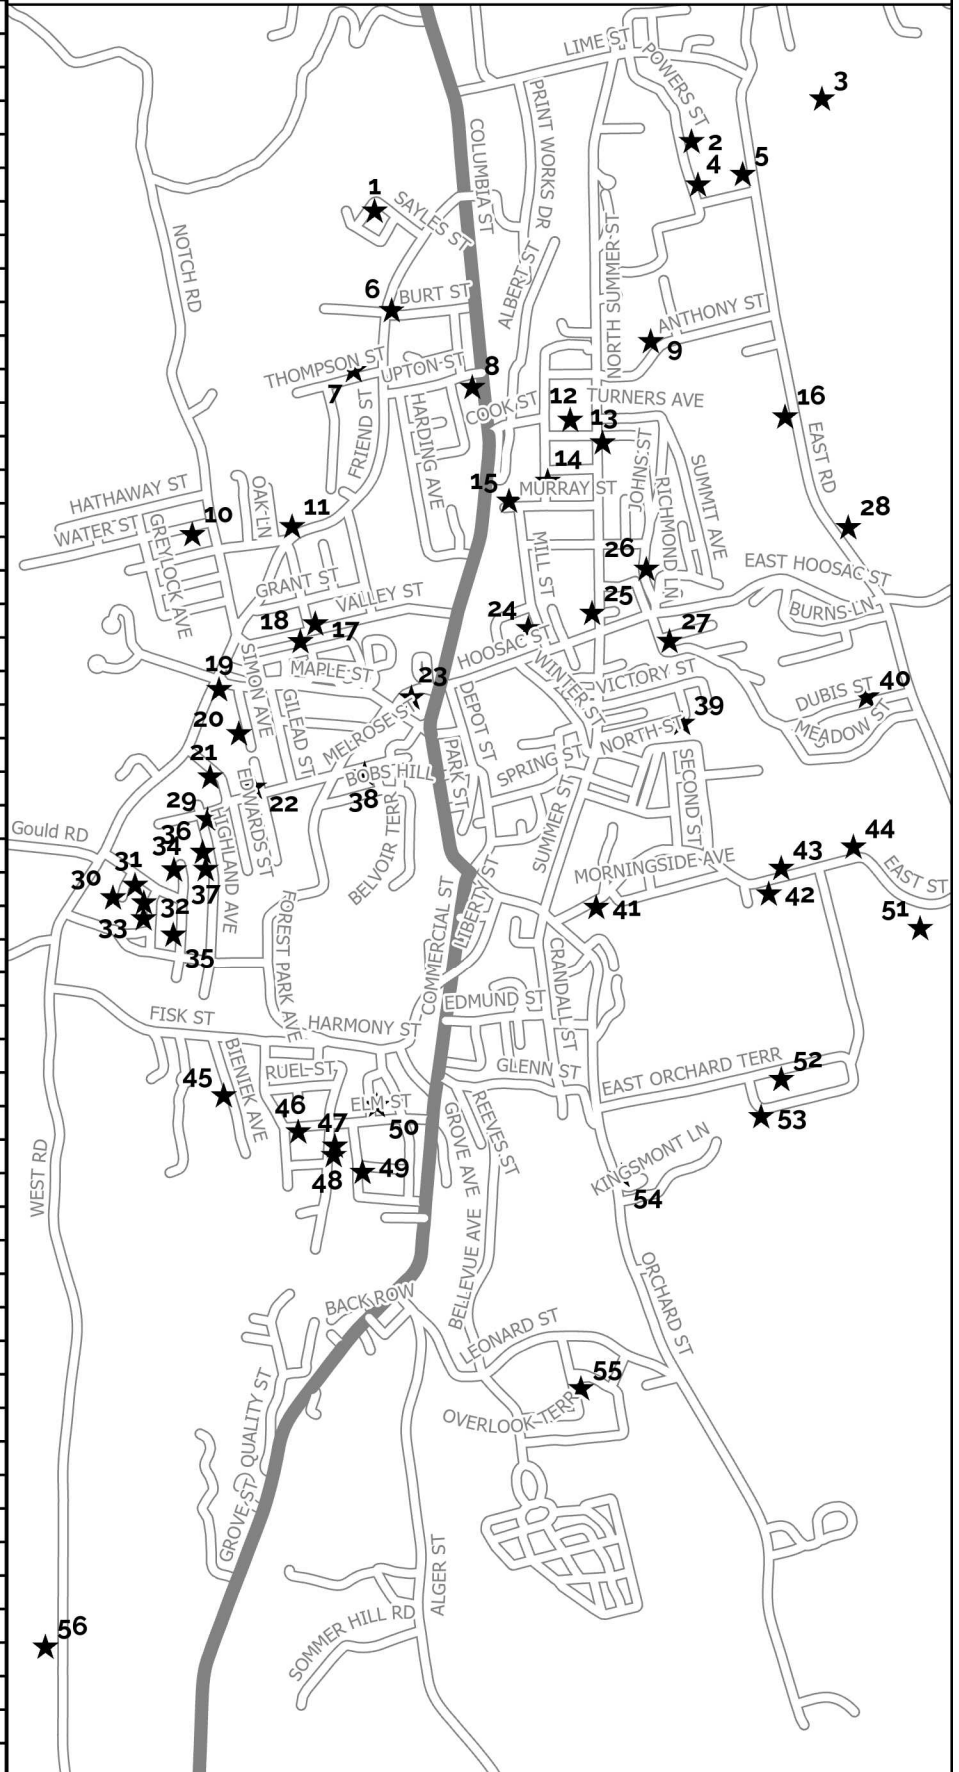 LIME ST
POWERS ST
3
PRINT WORKS DR
2
COLUMBIA ST
4
5
1
SAYLES ST
NOTCH RD
NORTH SUMMER ST
ALBERT ST
6
BURT ST
ANTHONY ST
9
THOMPSON ST
UPTON ST
8
7
12
TURNERS AVE
16
COOK ST
13
HARDING AVE
FRIEND ST
EAST RD
14
JOHNS ST
SUMMIT AVE
15
MURRAY ST
RICHMOND LN
HATHAWAY ST
OAK LN
10
11
WATER ST
GREYLOCK AVE
28
MILL ST
26
EAST HOOSAC ST
GRANT ST
VALLEY ST
24
25
BURNS LN
18
17
27
HOOSAC ST
19
SIMON AVE
MAPLE ST
23
WINTER ST
VICTORY ST
40
DUBIS ST
39
20
GILEAD ST
MELROSE ST
DEPOT ST
NORTH ST
MEADOW ST
21
PARK ST
SPRING ST
EDWARDS ST
BOBS HILL
22
38
SECOND ST
29
SUMMER ST
BELVOIR TERR
HIGHLAND AVE
Gould RD
36
34
44
31
43
MORNINGSIDE AVE
30
EAST ST
37
42
32
41
51
33
FOREST PARK AVE
COMMERCIAL ST
LIBERTY ST
35
CRANDALL ST
EDMUND ST
FISK ST
HARMONY ST
BIENIEK AVE
RUEL ST
GLENN ST
EAST ORCHARD TERR
52
45
46
ELM ST
47
50
53
GROVE AVE
REEVES ST
KINGSMONT LN
49
48
54
WEST RD
BELLEVUE AVE
ORCHARD ST
BACK ROW
LEONARD ST
55
OVERLOOK TERR
QUALITY ST
GROVE ST
ALGER ST
SOMMER HILL RD
56